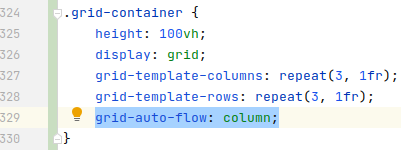 324 .grid-container {
325 height: 100vh;
326 display: grid;
327 grid-template-columns: repeat(3, 1fr);
328 grid-template-rows: repeat(3, 1fr);
329 grid-auto-flow: column;
330 }